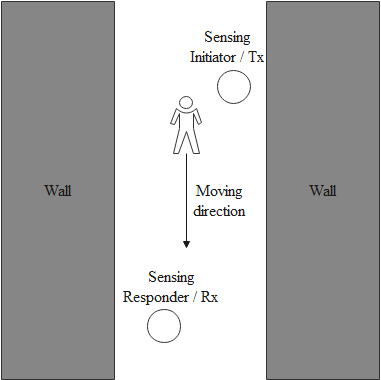 Sensing
Initiator / Tx
Wall
Moving
direction
Wall
Sensing
Responder / Rx